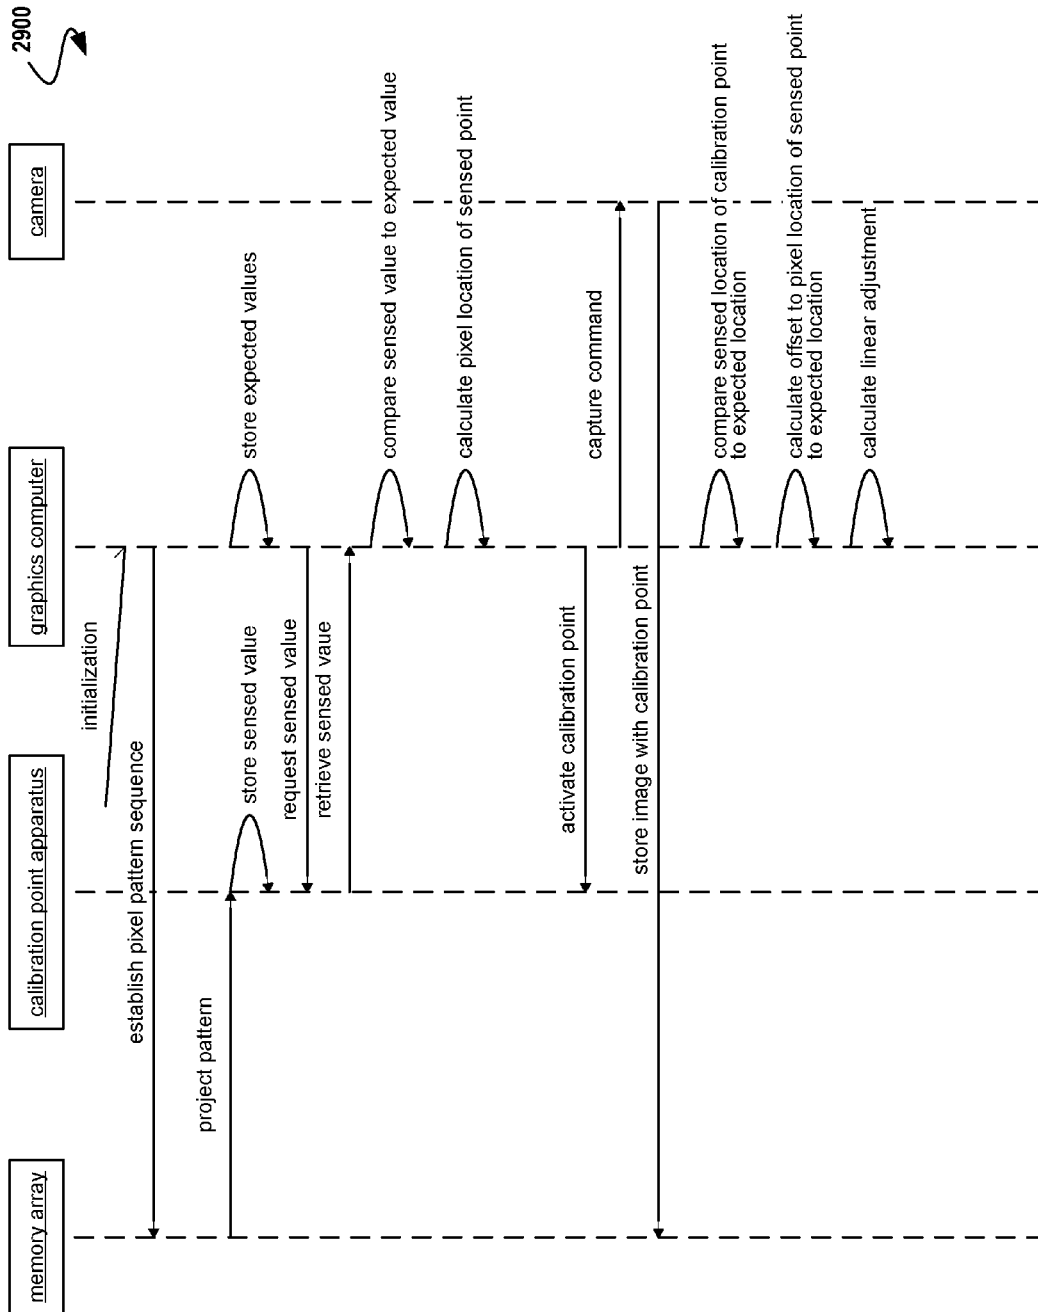 2900
memory array
calibration point apparatus
graphics computer
camera
initialization
establish pixel pattern sequence
project pattern
store sensed value
store expected values
request sensed value
retrieve sensed vaue
compare sensed value to expected value
calculate pixel location of sensed point
activate calibration point
capture command
store image with calibration point
compare sensed location of calibration point
to expected location
calculate offset to pixel location of sensed point
to expected location
calculate linear adjustment